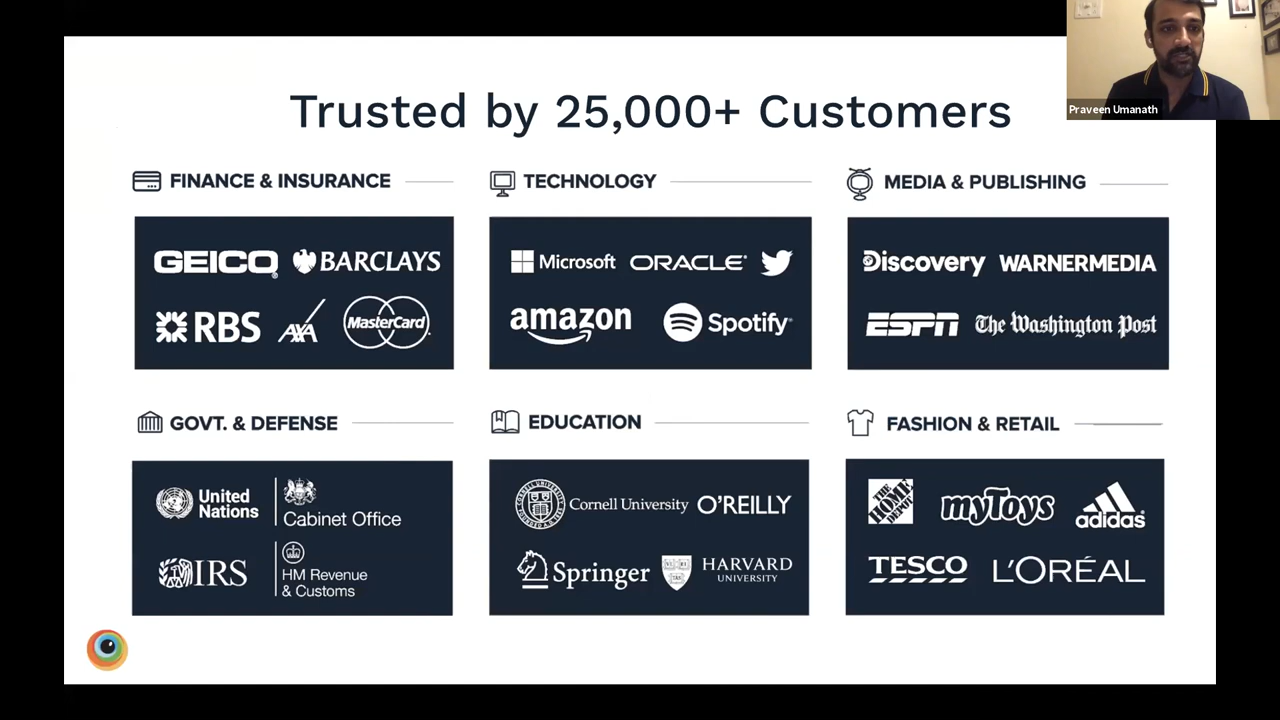 Praveen Umanath
Trusted by 25,000+ Customers
FINANCE & INSURANCE
GEICO BARCLAYS
RBS AXA MasterCard
TECHNOLOGY
Microsoft ORACLE
amazon Spotify
MEDIA & PUBLISHING
Discovery WARNERMEDIA
ESPN The Washington Post
GOVT. & DEFENSE
United
Nations
Cabinet Office
IRS
HM Revenue
& Customs
EDUCATION
Cornell University O'REILLY
Springer HARVARD
UNIVERSITY
FASHION & RETAIL
THE HOME DEPOT myToys adidas
TESCO L'ORÉAL